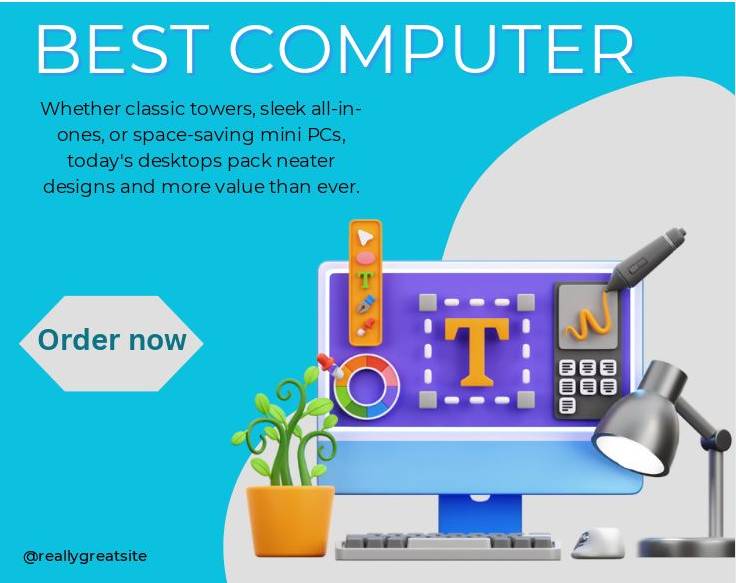 BEST COMPUTER
Whether classic towers, sleek all-in-
ones, or space-saving mini PCs,
today's desktops pack neater
designs and more value than ever.
T
T
Order now
@reallygreatsite